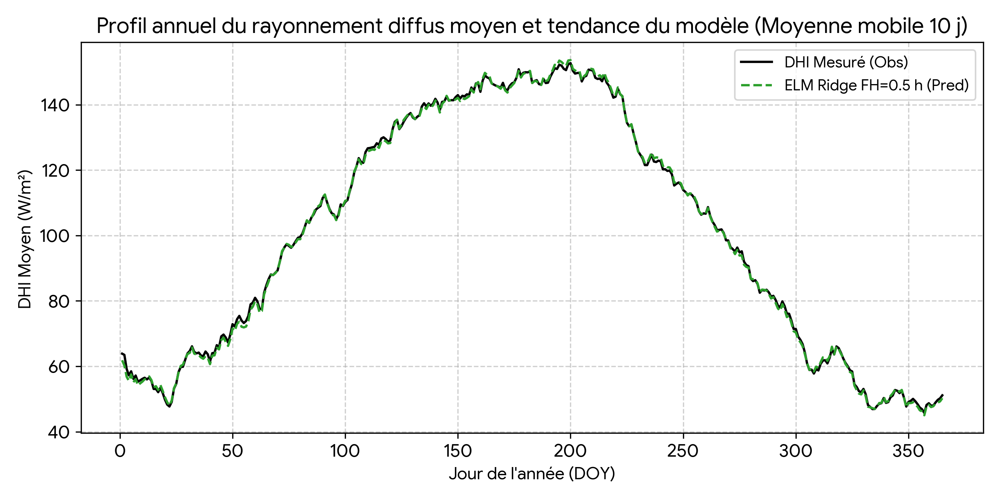 Profil annuel du rayonnement diffus moyen et tendance du modèle (Moyenne mobile 10 j)
DHI Mesuré (Obs)
ELM Ridge FH=0.5 h (Pred)
DHI Moyen (W/m²)
140
120
100
80
60
40
0 50 100 150 200 250 300 350
Jour de l'année (DOY)